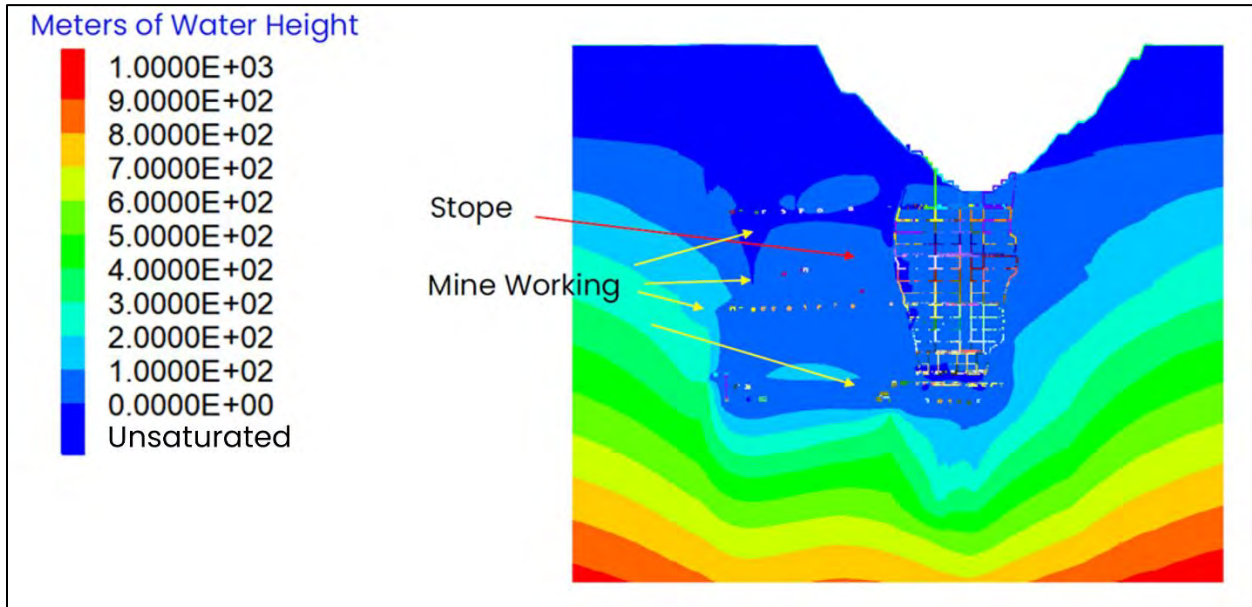 Meters of Water Height
1.0000E+03
9.0000E+02
8.0000E+02
7.0000E+02
6.0000E+02
5.0000E+02
4.0000E+02
3.0000E+02
2.0000E+02
1.0000E+02
0.0000E+00
Unsaturated
Stope
Mine Working